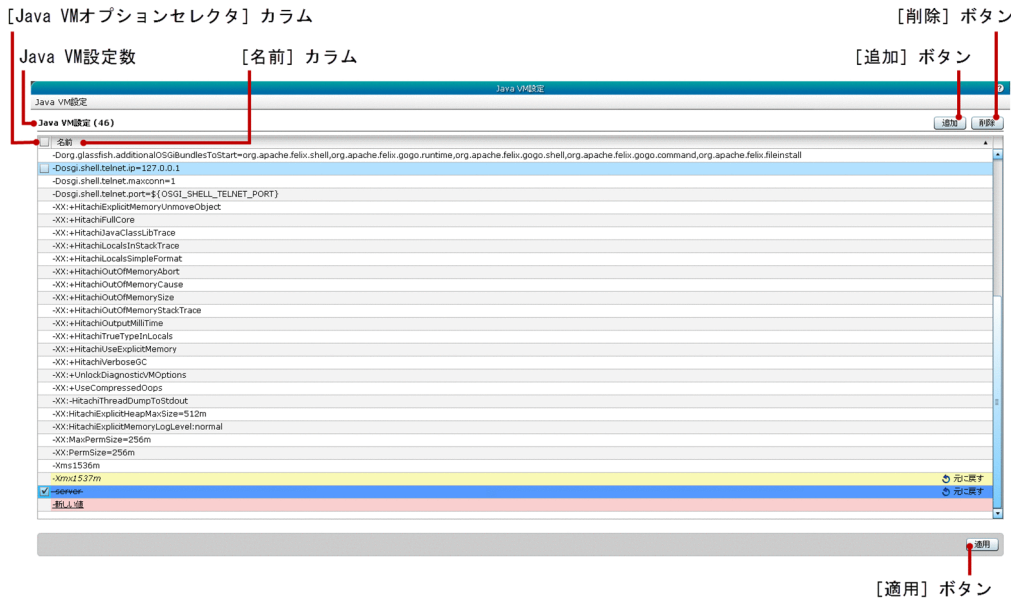 [Java VMオプションセレクタ] カラム
[削除] ボタン
Java VM設定数
[名前] カラム
[追加] ボタン
Java VM設定
?
Java VM設定
Java VM設定 (46)
追加
削除
名前
-Dorg.glassfish.additionalOSGiBundlesToStart=org.apache.felix.shell,org.apache.felix.gogo.runtime,org.apache.felix.gogo.shell,org.apache.felix.gogo.command,org.apache.felix.fileinstall
-Dosgi.shell.telnet.ip=127.0.0.1
-Dosgi.shell.telnet.maxconn=1
-Dosgi.shell.telnet.port=${OSGI_SHELL_TELNET_PORT}
-XX:+HitachiExplicitMemoryUnmoveObject
-XX:+HitachiFullCore
-XX:+HitachiJavaClassLibTrace
-XX:+HitachiLocalsInStackTrace
-XX:+HitachiLocalsSimpleFormat
-XX:+HitachiOutOfMemoryAbort
-XX:+HitachiOutOfMemoryCause
-XX:+HitachiOutOfMemorySize
-XX:+HitachiOutOfMemoryStackTrace
-XX:+HitachiOutputMilliTime
-XX:+HitachiTrueTypeInLocals
-XX:+HitachiUseExplicitMemory
-XX:+HitachiVerboseGC
-XX:+UnlockDiagnosticVMOptions
-XX:+UseCompressedOops
-XX:-HitachiThreadDumpToStdout
-XX:HitachiExplicitHeapMaxSize=512m
-XX:HitachiExplicitMemoryLogLevel:normal
-XX:MaxPermSize=256m
-XX:PermSize=256m
-Xms1536m
-Xmx1537m 元に戻す
-server 元に戻す
-新しい値
適用
[適用] ボタン